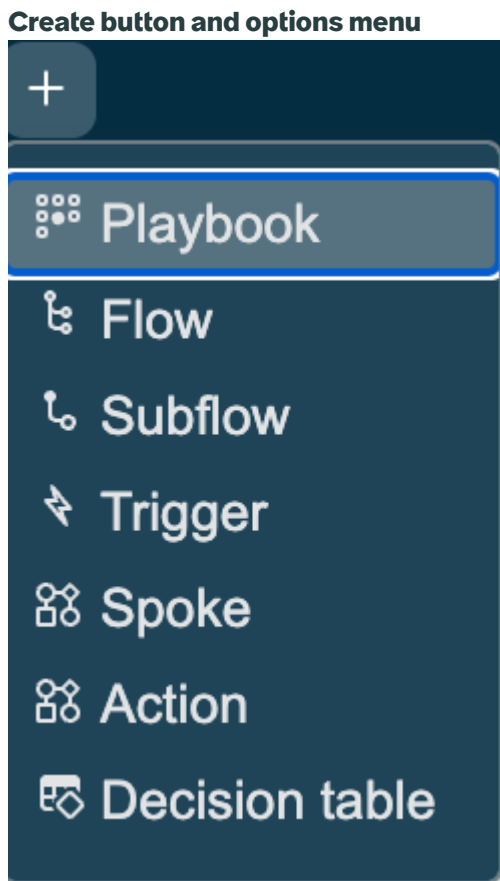 Create button and options menu
+
Playbook
Flow
Subflow
Trigger
Spoke
Action
Decision table